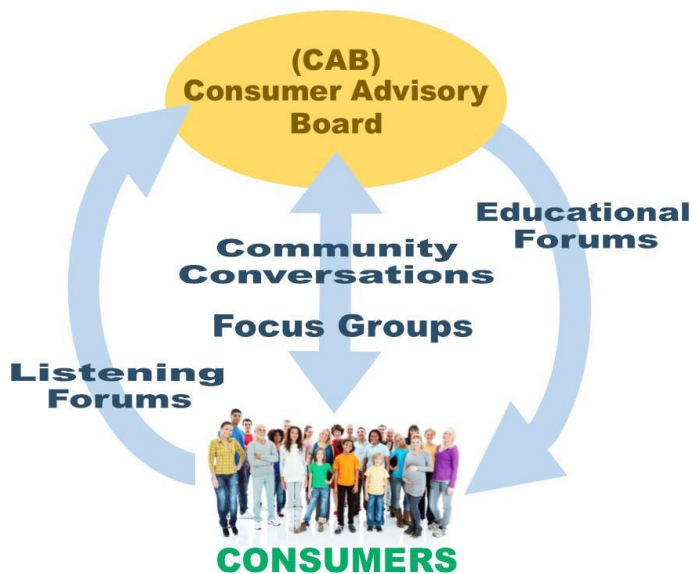 (CAB)
Consumer Advisory
Board
Educational
Forums
Community
Conversations
Focus Groups
Listening
Forums
CONSUMERS